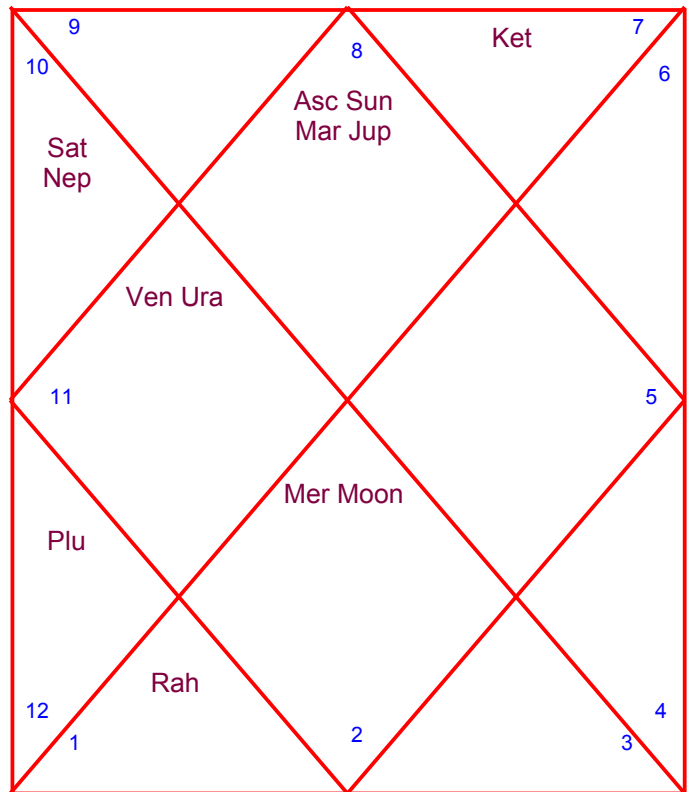 9
8
Ket
7
10
6
Asc Sun
Mar Jup
Sat
Nep
Ven Ura
11
5
Mer Moon
Plu
Rah
12
4
1
2
3